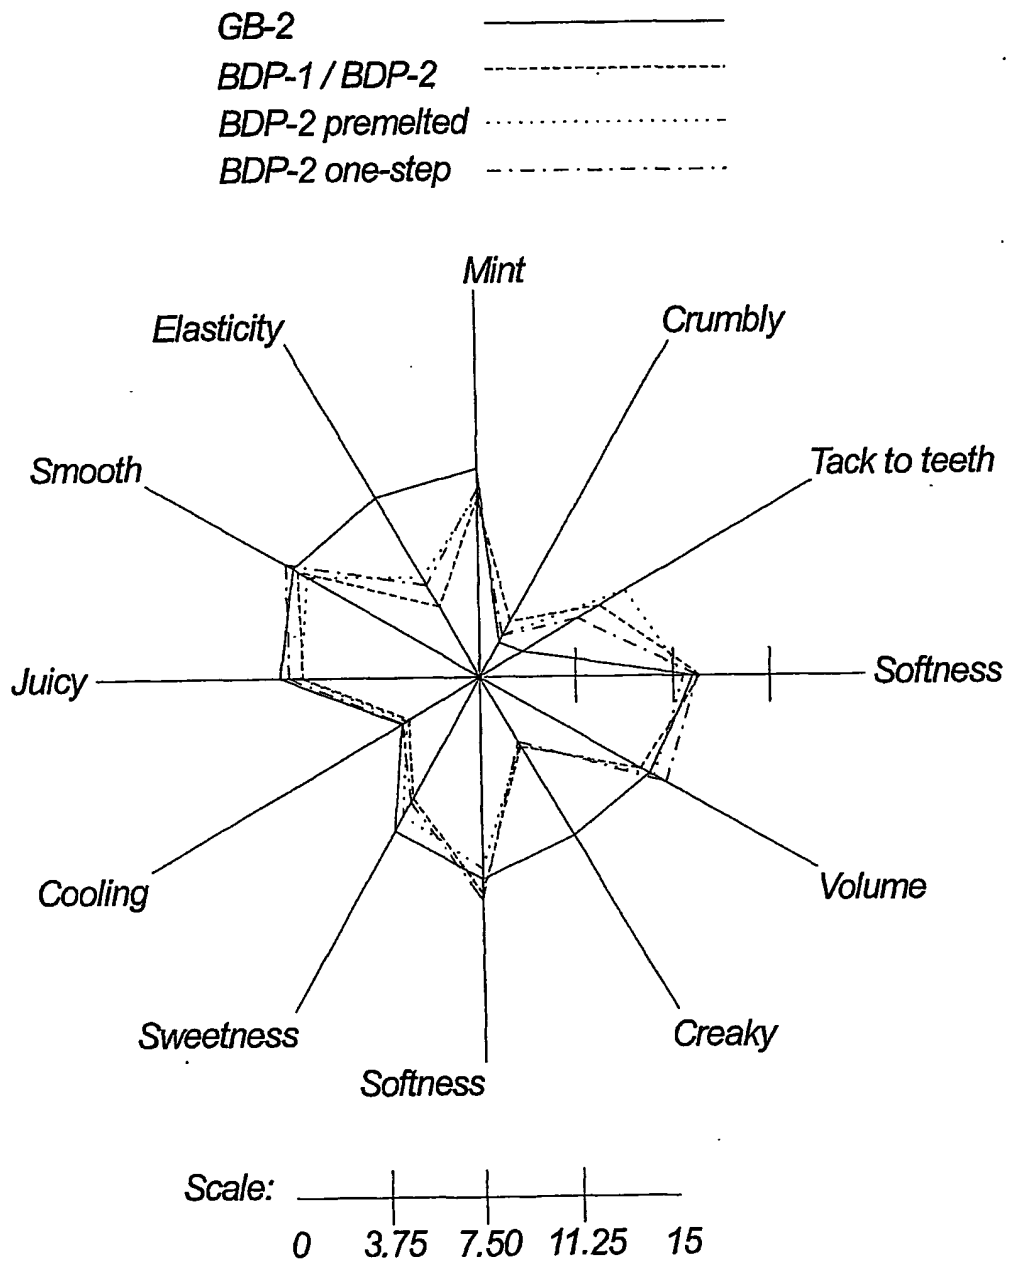 GB-2
BDP-1 / BDP-2
BDP-2 premelted
BDP-2 one-step
Mint
Elasticity
Crumbly
Smooth
Tack to teeth
Juicy
Softness
Cooling
Volume
Sweetness
Creaky
Softness
Scale:
0 3.75 7.50 11.25 15